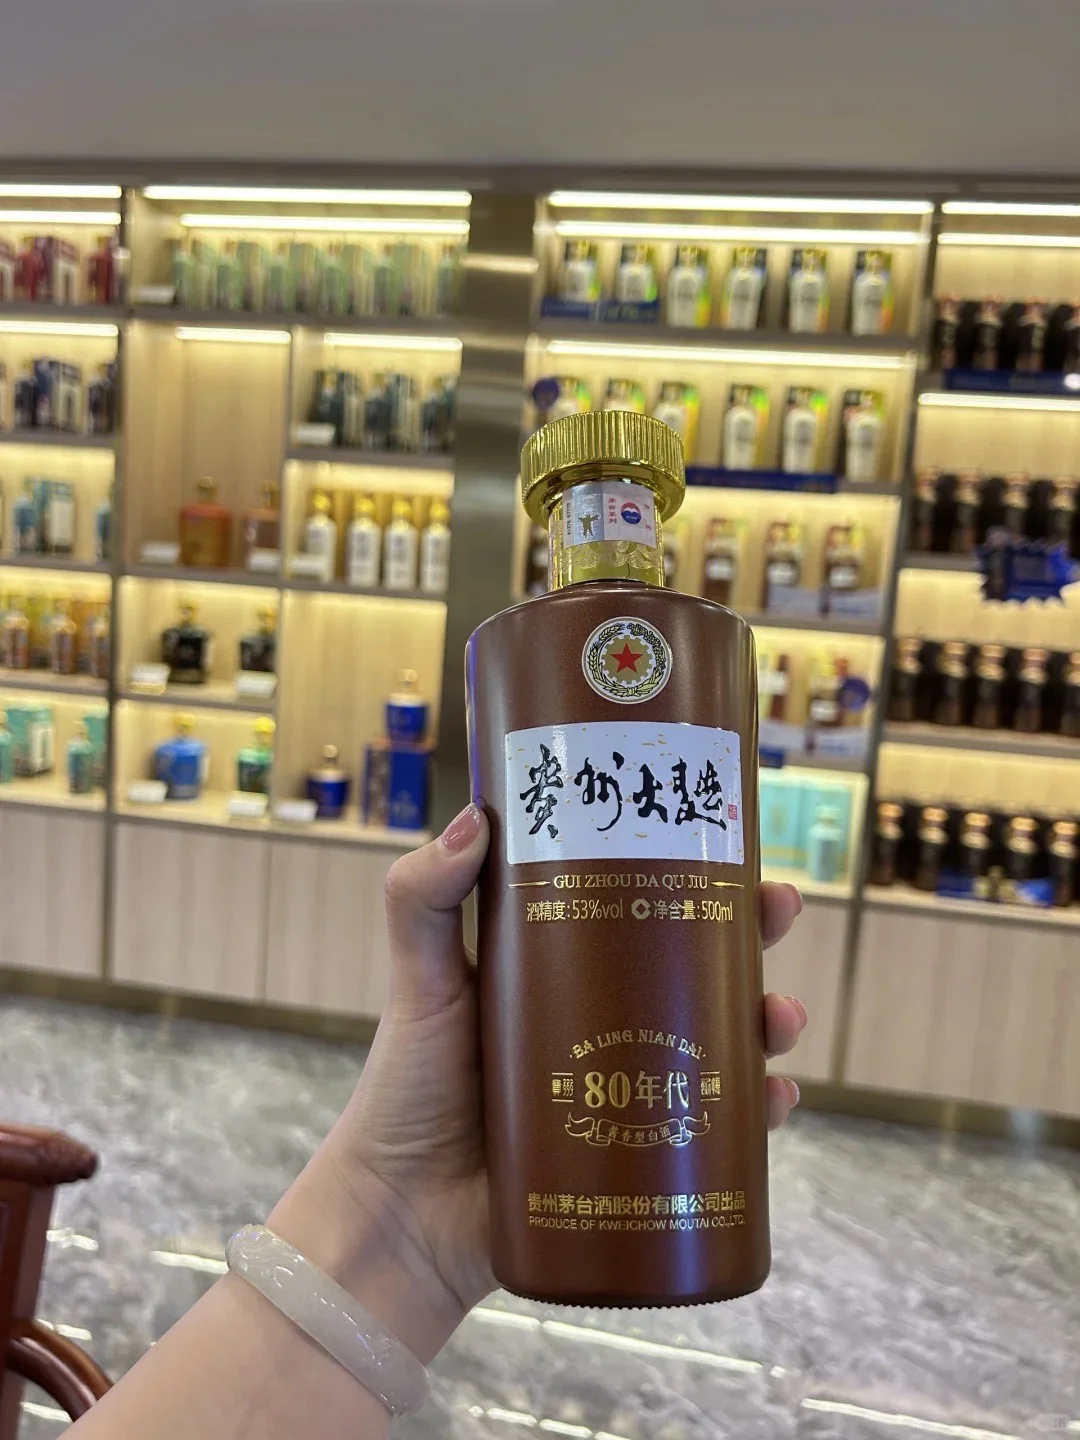 貴州大麯
GUI ZHOU DA QU JIU
酒精度:53%vol 净含量:500ml
·BA LING NIAN DAI·
80年代
酱香型白酒
贵州茅台酒股份有限公司出品
PRODUCE OF KWEICHOW MOUTAI CO.,LTD.